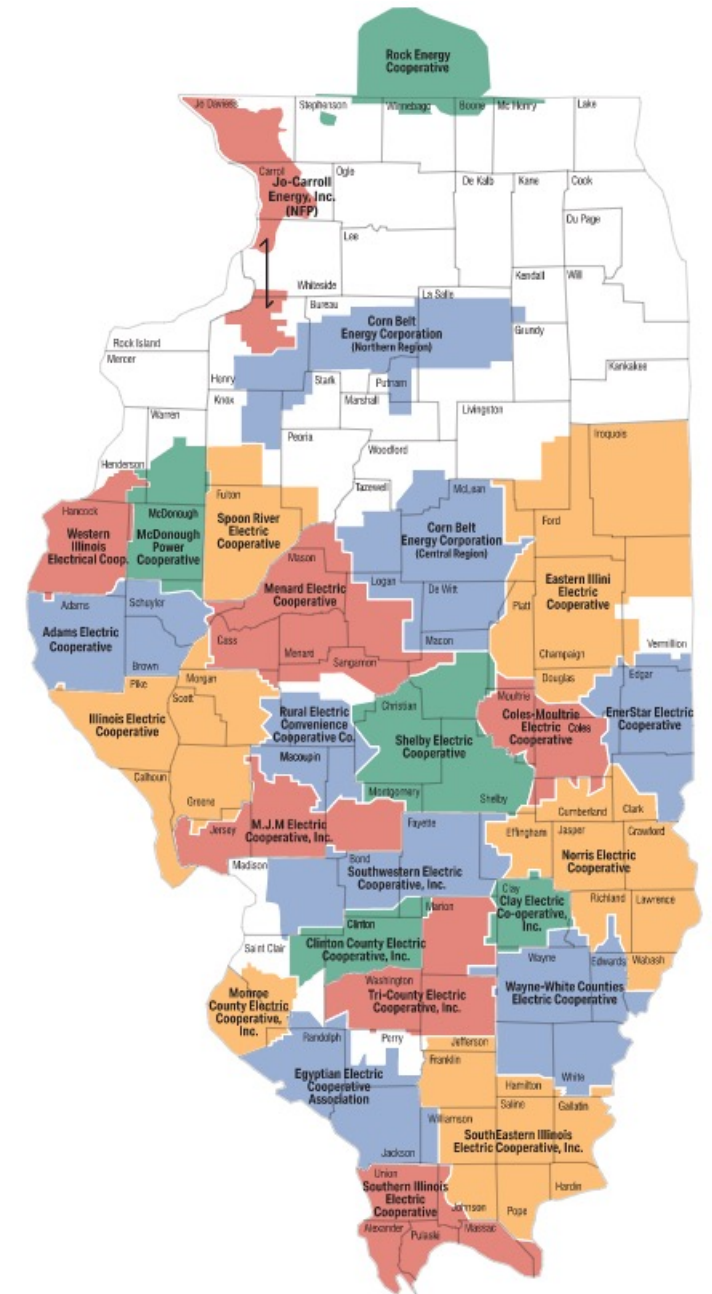 Rock Energy
Cooperative
Jo Daviess
Stephenson
Winnebago
Boone
Mc Henry
Lake
Carroll
Ogle
De Kalb
Kane
Cook
Jo-Carroll
Energy, Inc.
(NFP)
Du Page
Lee
Whiteside
Kendall
Will
La Salle
Bureau
Corn Belt
Energy Corporation
(Northern Region)
Grundy
Rock Island
Mercer
Kankakee
Henry
Stark
Putnam
Knox
Marshall
Livingston
Warren
Peoria
Iroquois
Woodford
Henderson
Tazewell
McLean
Fulton
Hancock
McDonough
Ford
Western
Illinois
Electrical Coop.
McDonough
Power
Cooperative
Spoon River
Electric
Cooperative
Corn Belt
Energy Corporation
(Central Region)
Mason
Logan
De Witt
Eastern Illini
Electric
Cooperative
Menard Electric
Cooperative
Piatt
Adams
Schuyler
Adams Electric
Cooperative
Cass
Menard
Macon
Vermillion
Brown
Sangamon
Champaign
Pike
Morgan
Douglas
Edgar
Scott
Christian
Moultrie
Illinois Electric
Cooperative
Rural Electric
Convenience
Cooperative Co.
Coles-Moultrie
Electric
Cooperative
Coles
EnerStar Electric
Cooperative
Shelby Electric
Cooperative
Macoupin
Calhoun
Greene
Montgomery
Shelby
Cumberland
Clark
Jersey
M.J.M Electric
Cooperative, Inc.
Fayette
Effingham
Jasper
Crawford
Madison
Bond
Norris Electric
Cooperative
Southwestern Electric
Cooperative, Inc.
Clay
Clay Electric
Co-operative,
Inc.
Richland
Lawrence
Marion
Clinton
Saint Clair
Clinton County Electric
Cooperative, Inc.
Wayne
Edwards
Wabash
Washington
Tri-County Electric
Cooperative, Inc.
Wayne-White Counties
Electric Cooperative
Monroe
County Electric
Cooperative,
Inc.
Randolph
Perry
Jefferson
Franklin
Egyptian Electric
Cooperative
Association
Hamilton
White
Saline
Gallatin
Williamson
SouthEastern Illinois
Electric Cooperative, Inc.
Jackson
Union
Southern Illinois
Electric
Cooperative
Hardin
Johnson
Pope
Alexander
Pulaski
Massac